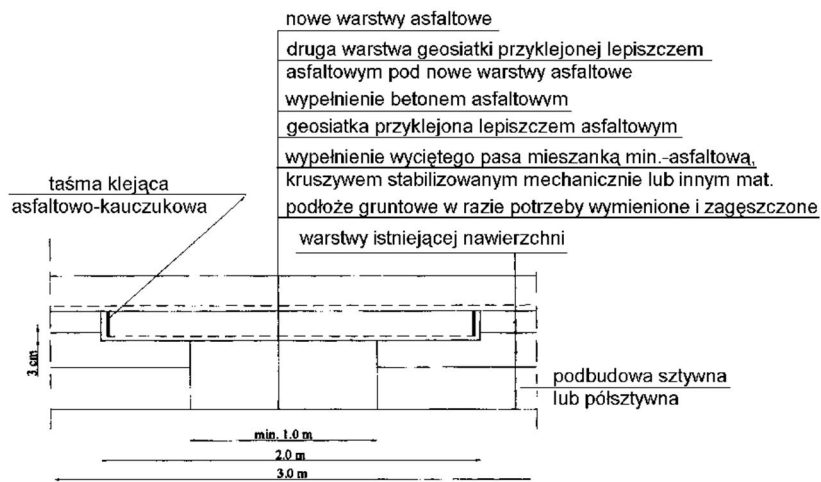 nowe warstwy asfaltowe
druga warstwa geosiatki przyklejonej lepiszczem
asfaltowym pod nowe warstwy asfaltowe
wypełnienie betonem asfaltowym
geosiatka przyklejona lepiszczem asfaltowym
wypełnienie wyciętego pasa mieszanką min.-asfaltową,
kruszywem stabilizowanym mechanicznie lub innym mat.
podłoże gruntowe w razie potrzeby wymienione i zagęszczone
warstwy istniejącej nawierzchni
taśma klejąca
asfaltowo-kauczukowa
3 cm
podbudowa sztywna
lub półsztywna
min. 1.0 m
2.0 m
3.0 m